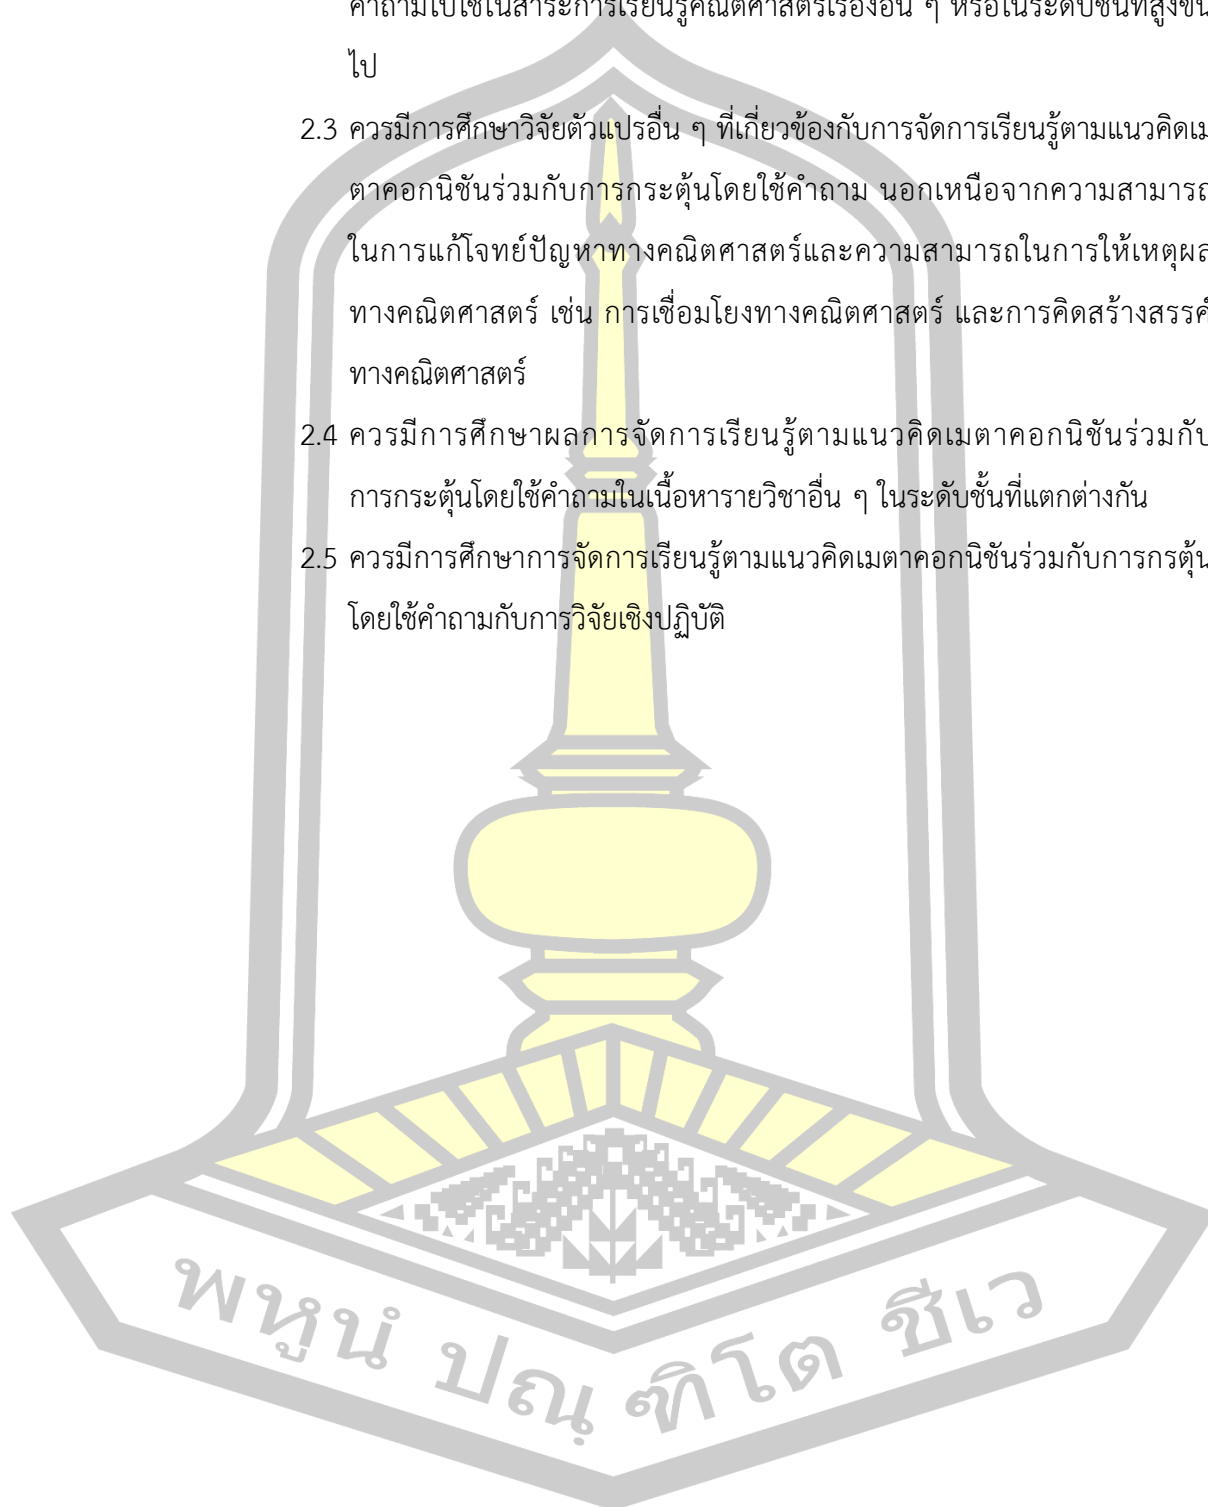 คำถามไปใช้ในสาระการเรียนรู้คณิตศาสตร์เรื่องอื่น ๆ หรือในระดับชั้นที่สูงขึ้น
ไป
2.3 ควรมีการศึกษาวิจัยตัวแปรอื่น ๆ ที่เกี่ยวข้องกับการจัดการเรียนรู้ตามแนวคิดเม
ตาคอกนิชันร่วมกับการกระตุ้นโดยใช้คำถาม นอกเหนือจากความสามารถ
ในการแก้โจทย์ปัญหาทางคณิตศาสตร์และความสามารถในการให้เหตุผล
ทางคณิตศาสตร์ เช่น การเชื่อมโยงทางคณิตศาสตร์ และการคิดสร้างสรรค์
ทางคณิตศาสตร์
2.4 ควรมีการศึกษาผลการจัดการเรียนรู้ตามแนวคิดเมตาคอกนิชันร่วมกับ
การกระตุ้นโดยใช้คำถามในเนื้อหารายวิชาอื่น ๆ ในระดับชั้นที่แตกต่างกัน
2.5 ควรมีการศึกษาการจัดการเรียนรู้ตามแนวคิดเมตาคอกนิชันร่วมกับการกรตุ้น
โดยใช้คำถามกับการวิจัยเชิงปฏิบัติ
พหูนํ ปณฺ ฑิโต ชีเว